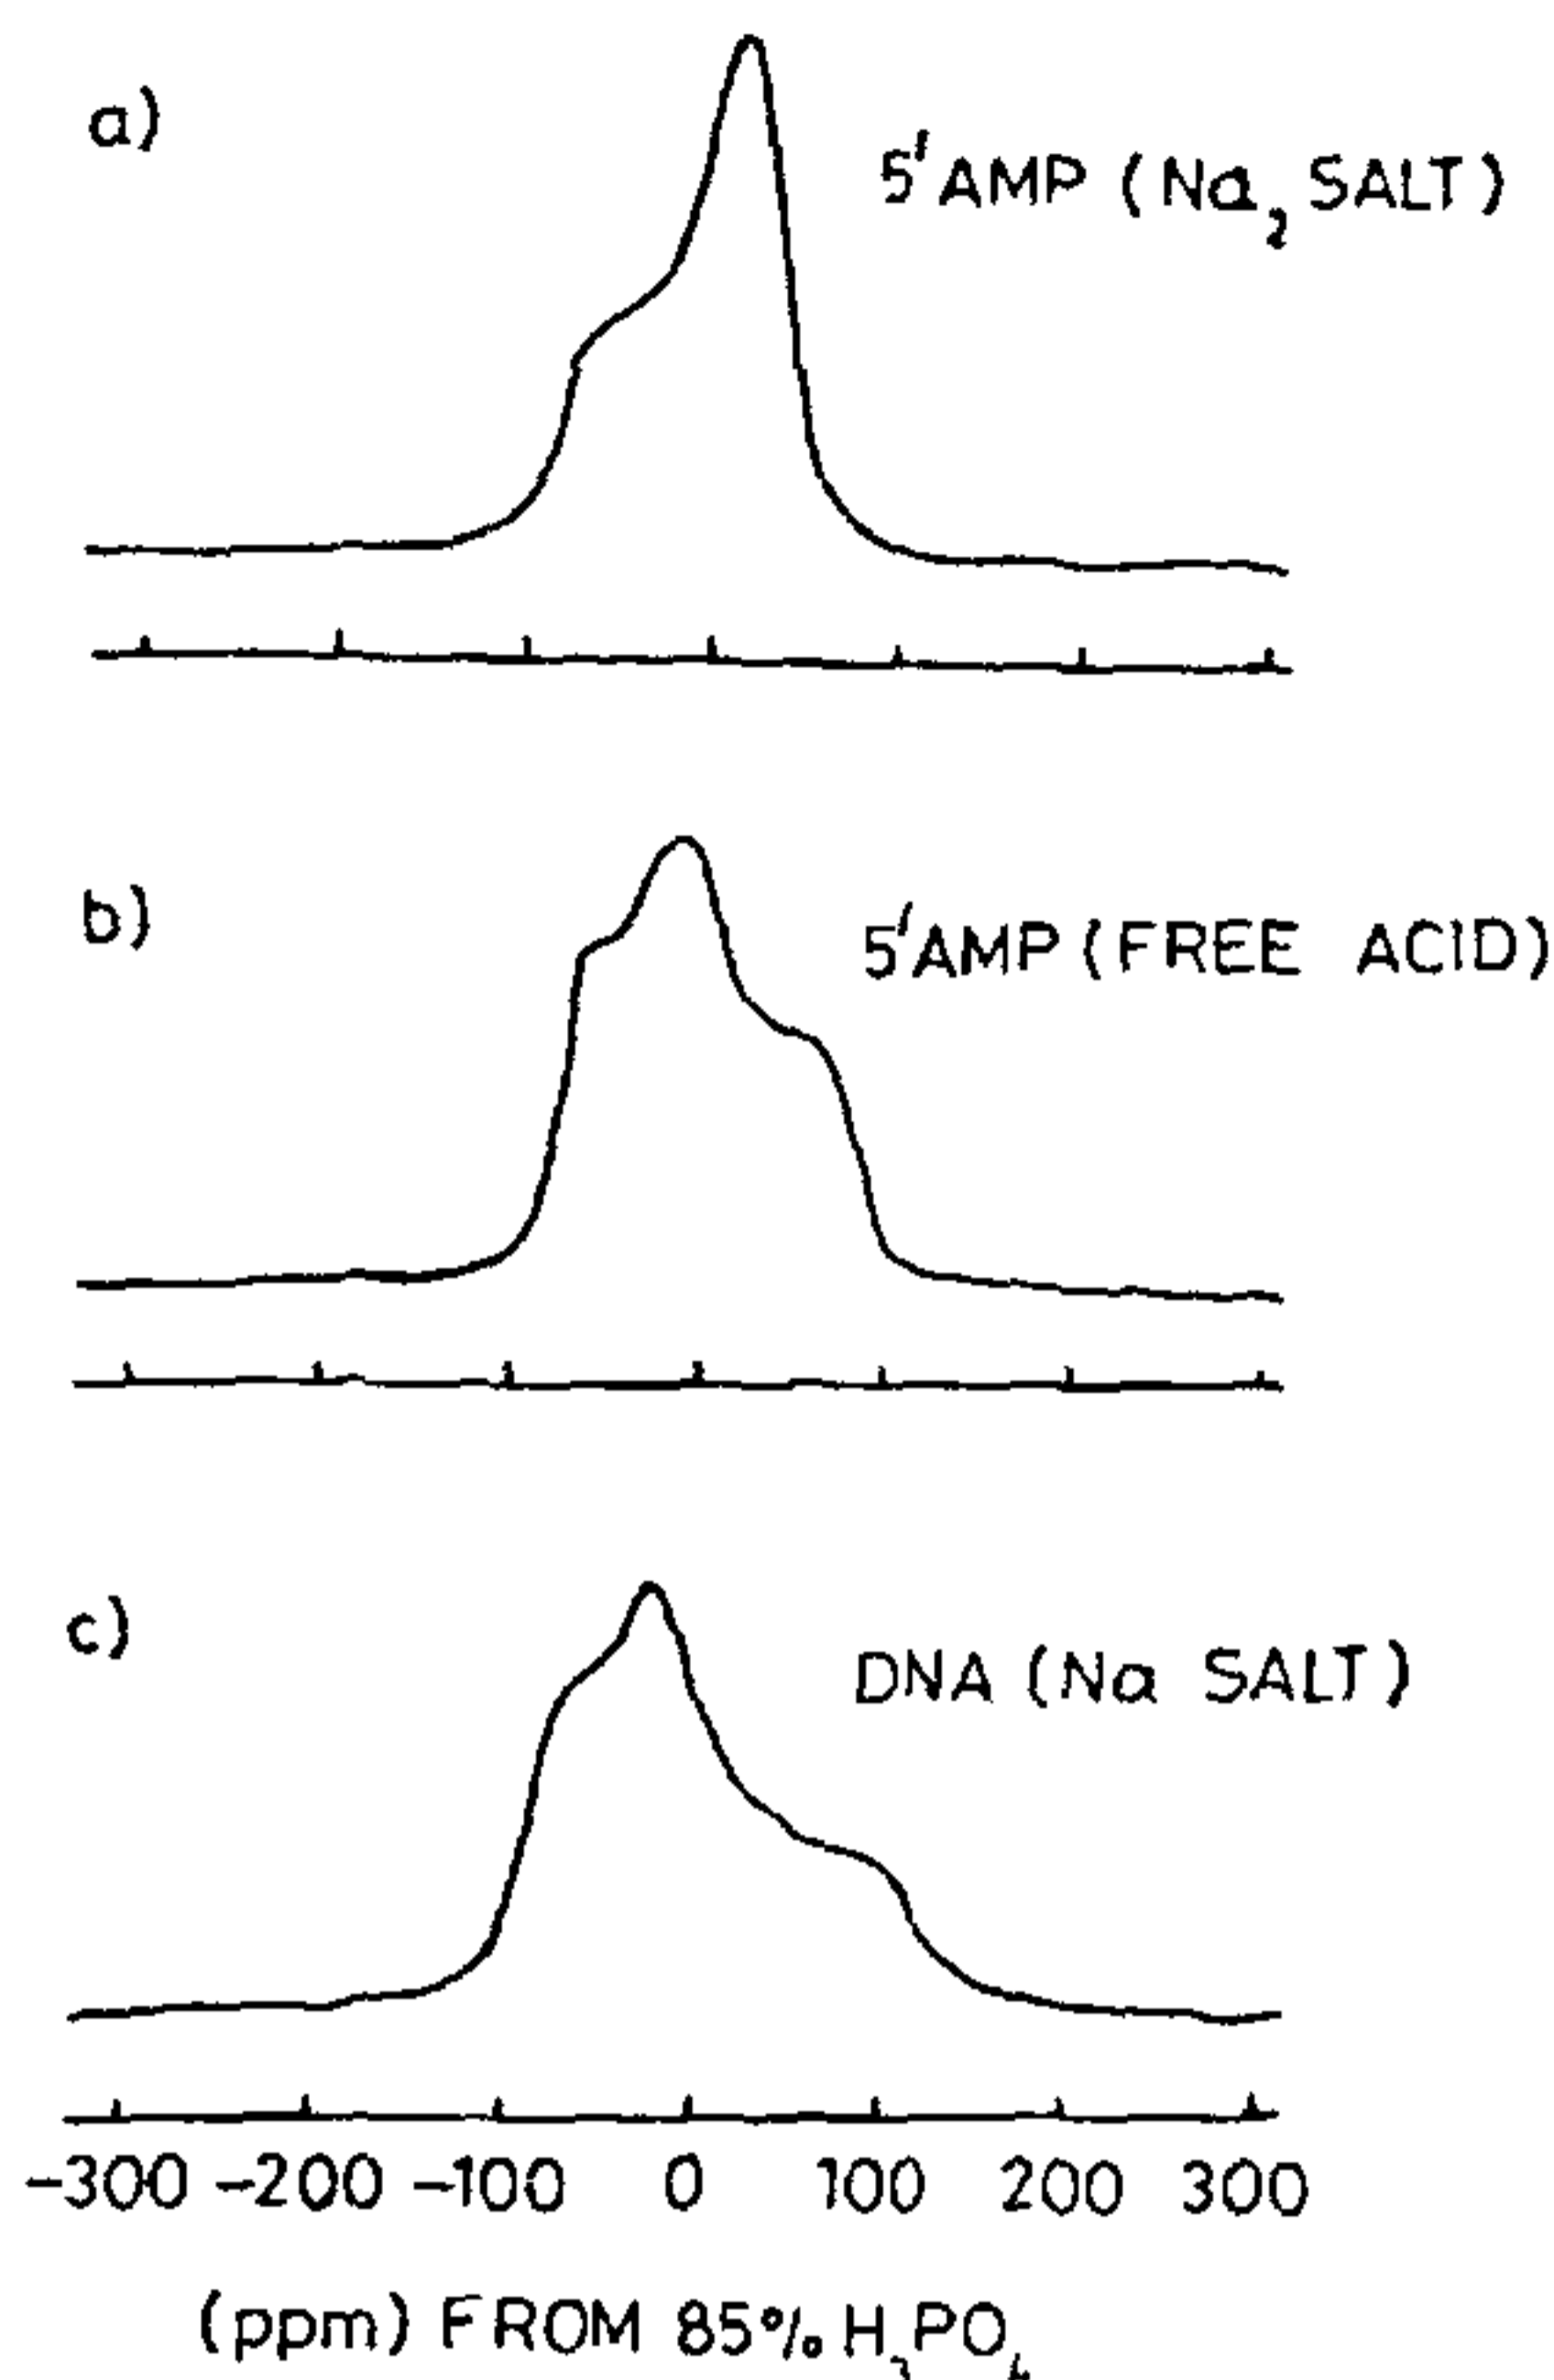 a)
5'AMP (Na₂ SALT)
b)
5'AMP (FREE ACID)
c)
DNA (Na SALT)
-300 -200 -100 0 100 200 300
(ppm) FROM 85% H₃PO₄